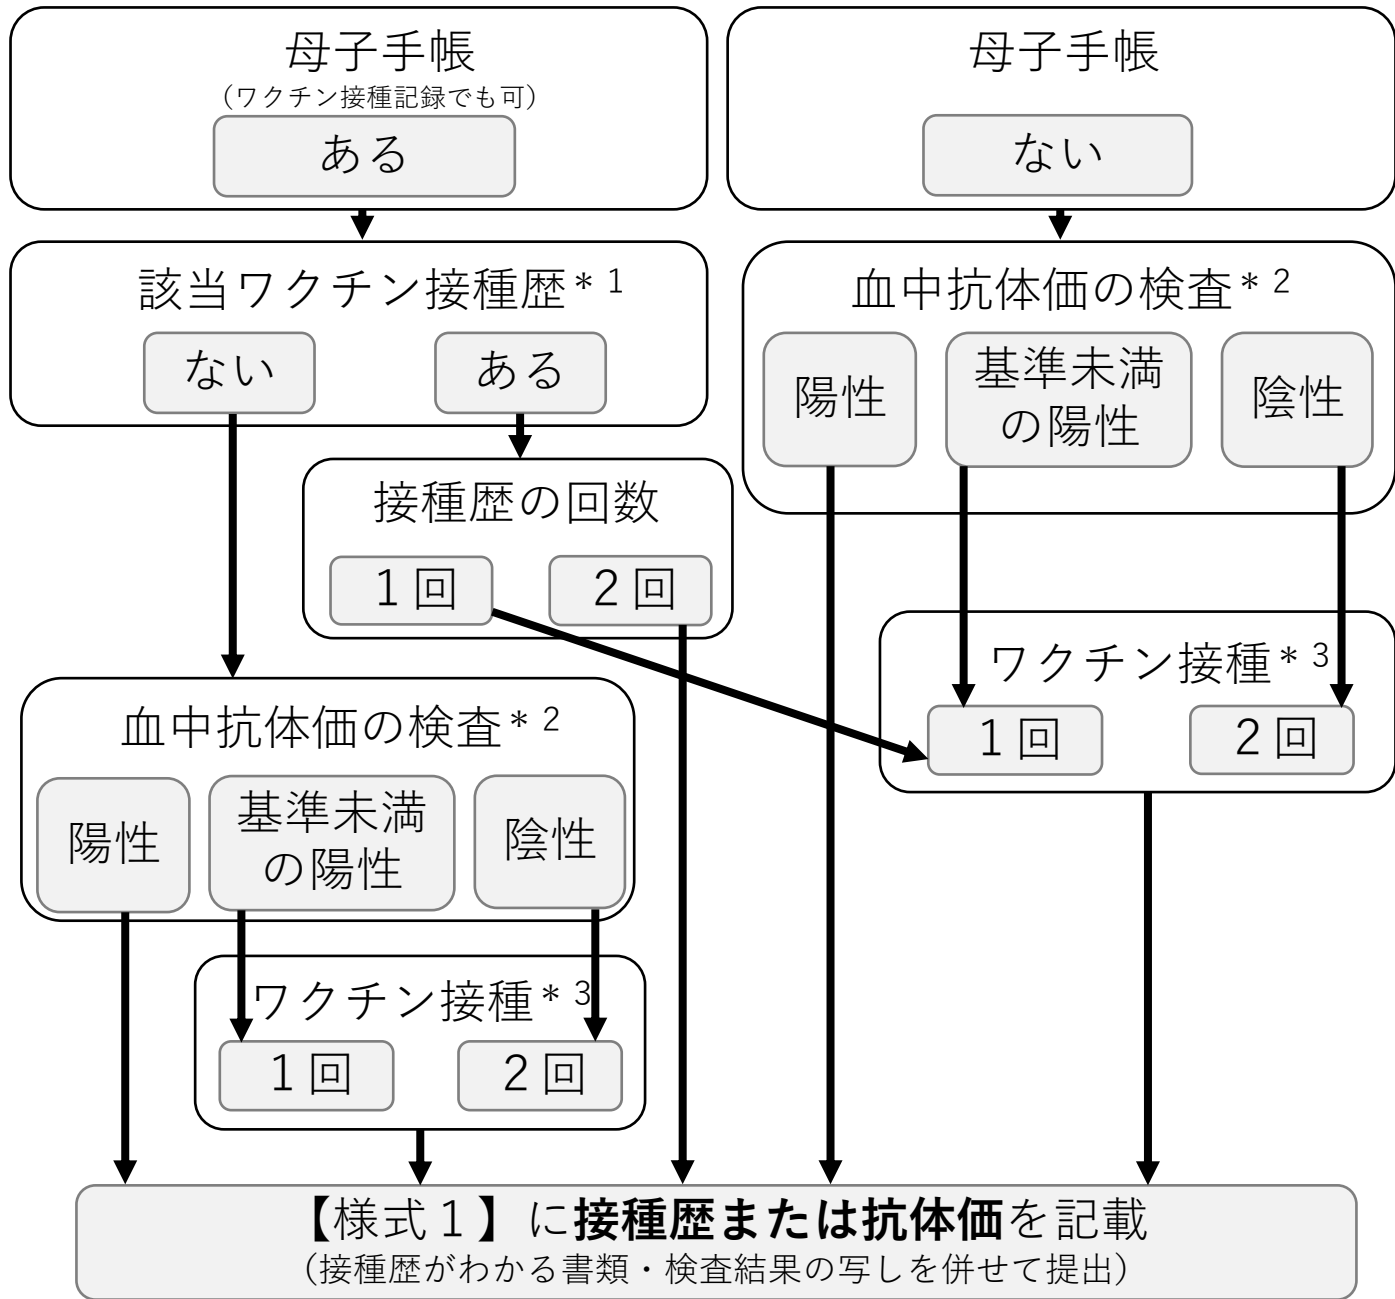 母子手帳
（ワクチン接種記録でも可）
ある
母子手帳
ない
該当ワクチン接種歴*１
ない
ある
血中抗体価の検査*２
陽性
基準未満
の陽性
陰性
接種歴の回数
１回
２回
ワクチン接種*３
１回
２回
血中抗体価の検査*２
陽性
基準未満
の陽性
陰性
ワクチン接種*３
１回
２回
【様式１】に接種歴または抗体価を記載
（接種歴がわかる書類・検査結果の写しを併せて提出）